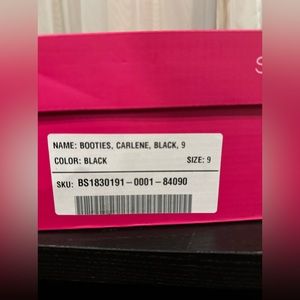 S
NAME: BOOTIES, CARLENE, BLACK, 9
COLOR: BLACK SIZE: 9
SKU: BS1830191-0001-84090